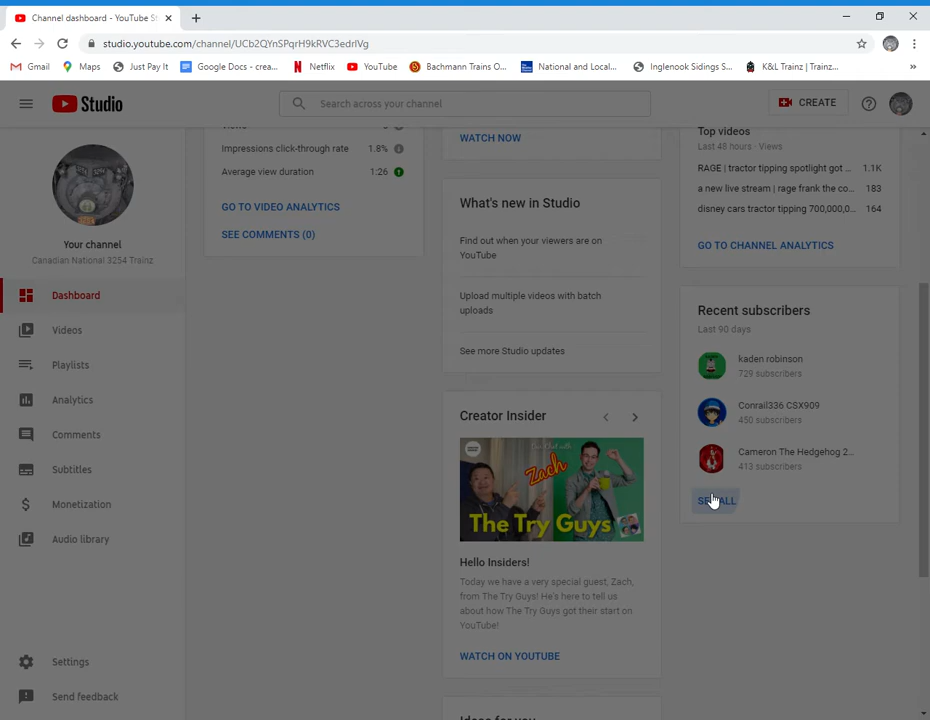 Channel dashboard - YouTube St
studio.youtube.com/channel/UCb2QYnSPqrH9kRVC3edrlVg
Gmail Maps Just Pay It Google Docs - crea... Netflix YouTube Bachmann Trains O... National and Local... Inglenook Sidings S... K&L Trainz | Trainz... »
Studio
Search across your channel
CREATE
Your channel
Canadian National 3254 Trainz
Dashboard
Videos
Playlists
Analytics
Comments
Subtitles
Monetization
Audio library
Settings
Send feedback
Impressions click-through rate 1.8%
Average view duration 1:26
GO TO VIDEO ANALYTICS
SEE COMMENTS (0)
WATCH NOW
What's new in Studio
Find out when your viewers are on
YouTube
Upload multiple videos with batch
uploads
See more Studio updates
Creator Insider
Zach
The Try Guys
Hello Insiders!
Today we have a very special guest, Zach,
from The Try Guys! He's here to tell us
about how The Try Guys got their start on
YouTube!
WATCH ON YOUTUBE
Ideas for you
Top videos
Last 48 hours · Views
RAGE | tractor tipping spotlight got ... 1.1K
a new live stream | rage frank the co... 183
disney cars tractor tipping 700,000,0... 164
GO TO CHANNEL ANALYTICS
Recent subscribers
Last 90 days
kaden robinson
729 subscribers
Conrail336 CSX909
450 subscribers
Cameron The Hedgehog 2...
413 subscribers
SEE ALL